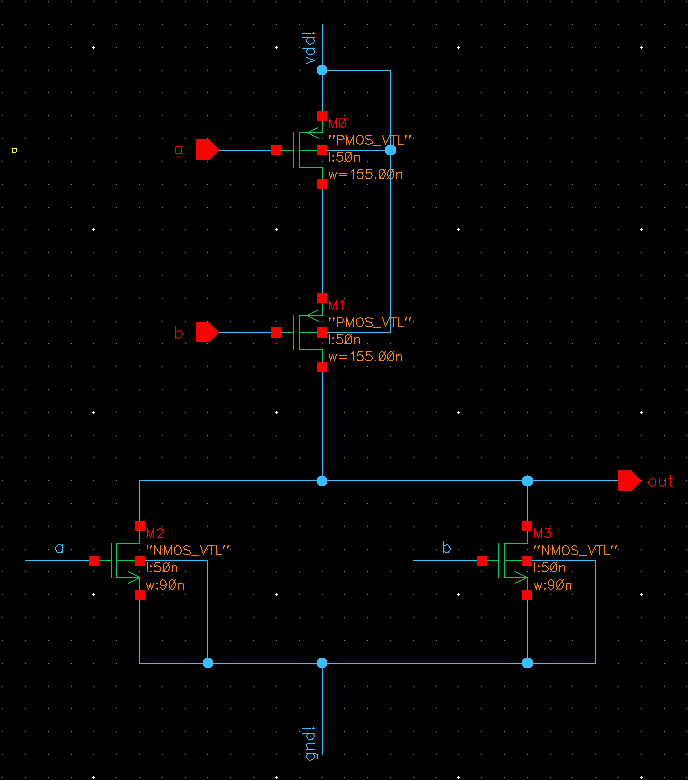 vdd!
M0
"PMOS_VTL"
a
l:50n
w=155.00n
M1
"PMOS_VTL"
b
l:50n
w=155.00n
out
M2
a
"NMOS_VTL"
l:50n
w:90n
M3
b
"NMOS_VTL"
l:50n
w:90n
gnd!